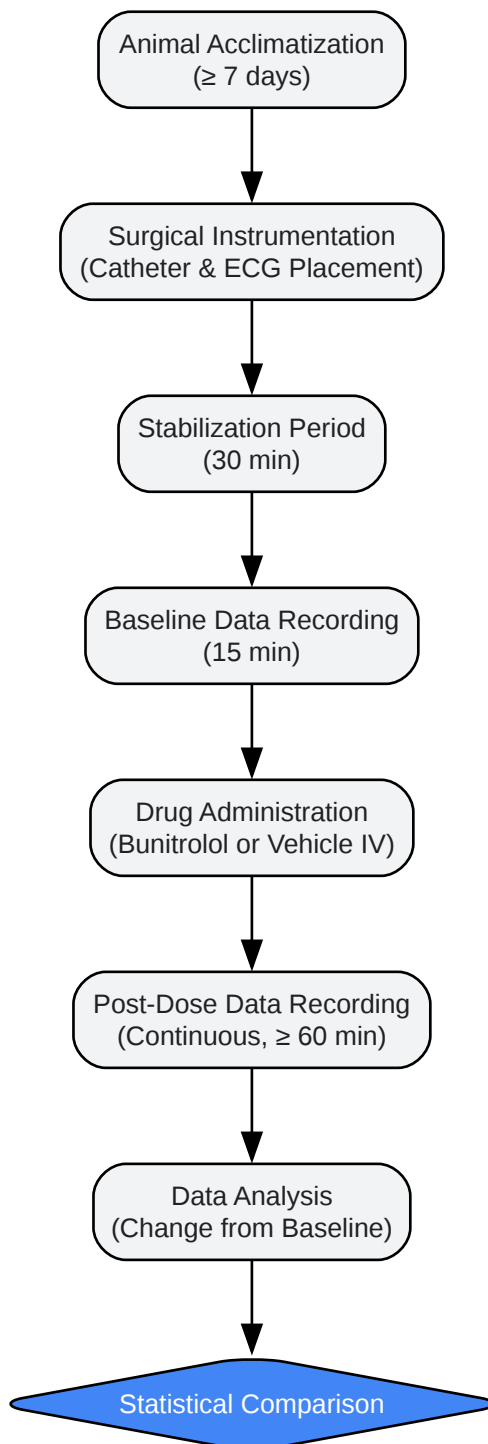 Animal Acclimatization
(≥ 7 days)
Surgical Instrumentation
(Catheter & ECG Placement)
Stabilization Period
(30 min)
Baseline Data Recording
(15 min)
Drug Administration
(Bunitrolol or Vehicle IV)
Post-Dose Data Recording
(Continuous, ≥ 60 min)
Data Analysis
(Change from Baseline)
Statistical Comparison